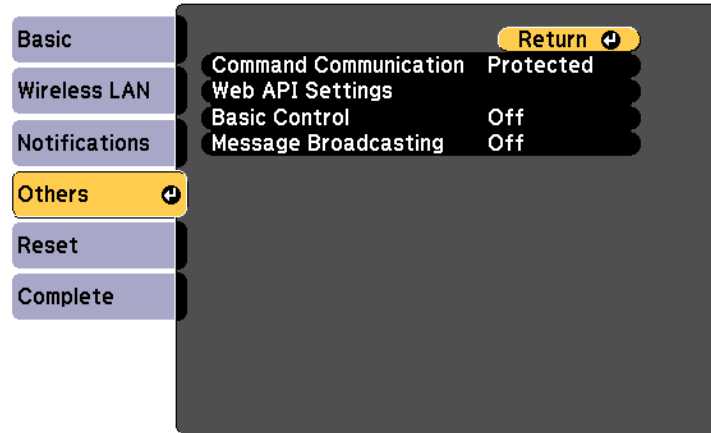 Basic
Wireless LAN
Notifications
Others
Reset
Complete
Return
Command Communication Protected
Web API Settings
Basic Control Off
Message Broadcasting Off